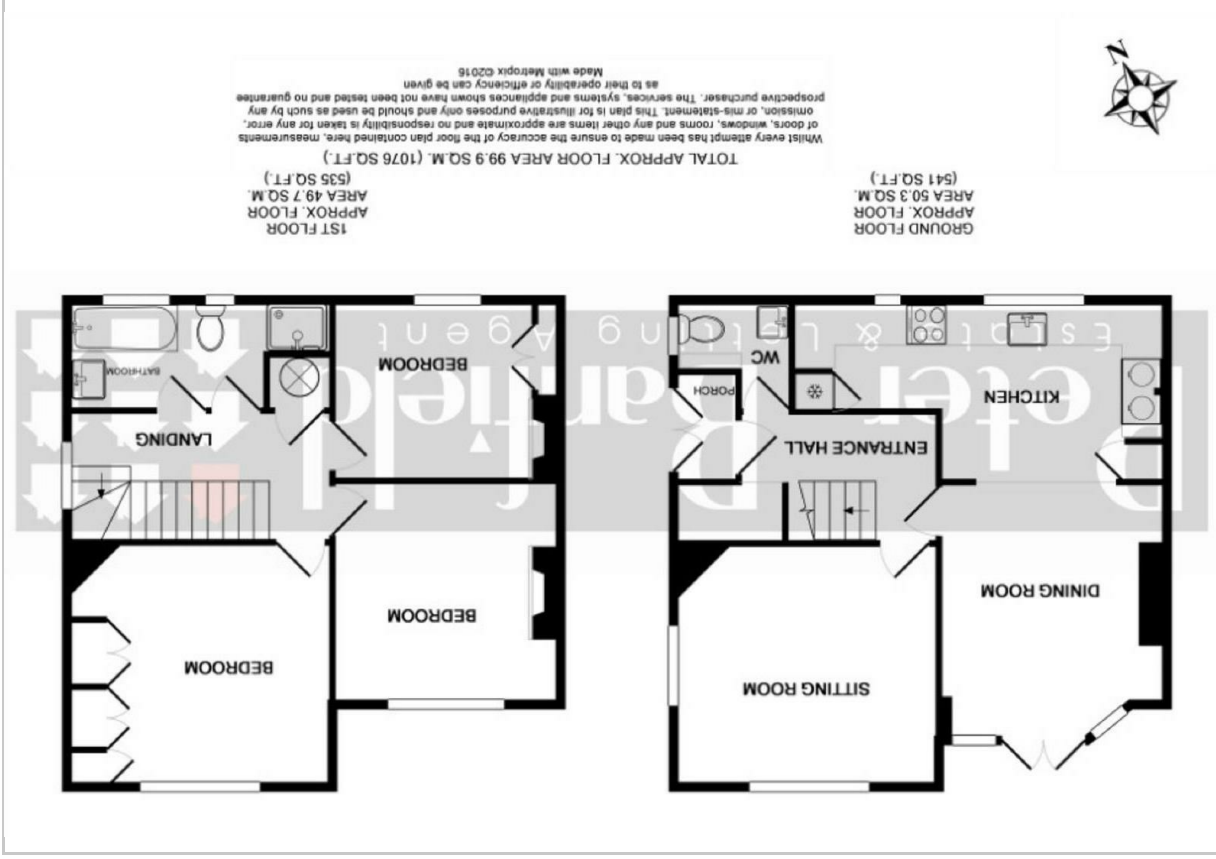 SITTING ROOM
DINING ROOM
ENTRANCE HALL
KITCHEN
PORCH
WC
BEDROOM
BEDROOM
LANDING
BEDROOM
BATHROOM
Peter Banfield
Estate & Letting Agent
GROUND FLOOR
APPROX. FLOOR
AREA 50.3 SQ.M.
(541 SQ.FT.)
1ST FLOOR
APPROX. FLOOR
AREA 49.7 SQ.M.
(535 SQ.FT.)
TOTAL APPROX. FLOOR AREA 99.9 SQ.M. (1076 SQ.FT.)
Whilst every attempt has been made to ensure the accuracy of the floor plan contained here, measurements
of doors, windows, rooms and any other items are approximate and no responsibility is taken for any error,
omission, or mis-statement. This plan is for illustrative purposes only and should be used as such by any
prospective purchaser. The services, systems and appliances shown have not been tested and no guarantee
as to their operability or efficiency can be given
Made with Metropix ©2016
N